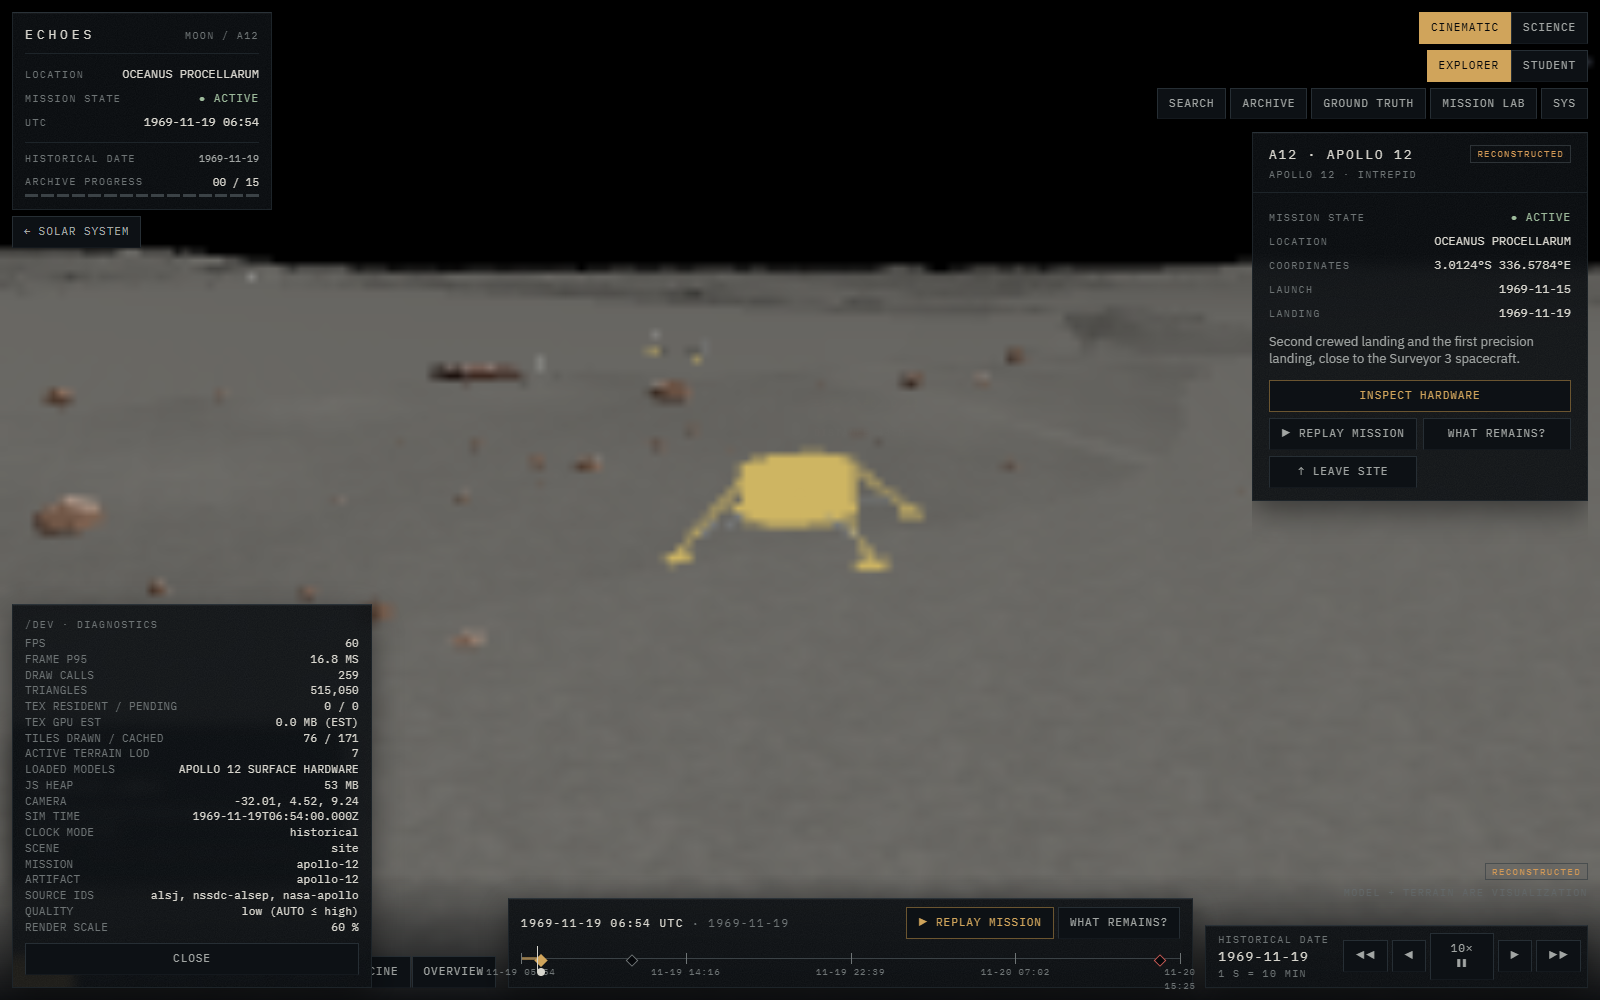 ECHOES MOON / A12
LOCATION OCEANUS PROCELLARUM
MISSION STATE ● ACTIVE
UTC 1969-11-19 06:54
HISTORICAL DATE 1969-11-19
ARCHIVE PROGRESS 00 / 15
← SOLAR SYSTEM
CINEMATIC SCIENCE
EXPLORER STUDENT
SEARCH ARCHIVE GROUND TRUTH MISSION LAB SYS
A12 · APOLLO 12 RECONSTRUCTED
APOLLO 12 · INTREPID
MISSION STATE ● ACTIVE
LOCATION OCEANUS PROCELLARUM
COORDINATES 3.0124°S 336.5784°E
LAUNCH 1969-11-15
LANDING 1969-11-19
Second crewed landing and the first precision
landing, close to the Surveyor 3 spacecraft.
INSPECT HARDWARE
▶ REPLAY MISSION WHAT REMAINS?
↑ LEAVE SITE
/DEV · DIAGNOSTICS
FPS 60
FRAME P95 16.8 MS
DRAW CALLS 259
TRIANGLES 515,050
TEX RESIDENT / PENDING 0 / 0
TEX GPU EST 0.0 MB (EST)
TILES DRAWN / CACHED 76 / 171
ACTIVE TERRAIN LOD 7
LOADED MODELS APOLLO 12 SURFACE HARDWARE
JS HEAP 53 MB
CAMERA -32.01, 4.52, 9.24
SIM TIME 1969-11-19T06:54:00.000Z
CLOCK MODE historical
SCENE site
MISSION apollo-12
ARTIFACT apollo-12
SOURCE IDS alsj, nssdc-alsep, nasa-apollo
QUALITY low (AUTO ≤ high)
RENDER SCALE 60 %
CLOSE
CINE OVERVIEW
1969-11-19 06:54 UTC · 1969-11-19 ▶ REPLAY MISSION WHAT REMAINS?
11-19 14:16 11-19 22:39 11-20 07:02 11-20
15:25
RECONSTRUCTED
TERRAIN ARE VISUALIZATION
HISTORICAL DATE
1969-11-19
1 S = 10 MIN
◀◀ ◀ 10× ▮▮ ▶ ▶▶